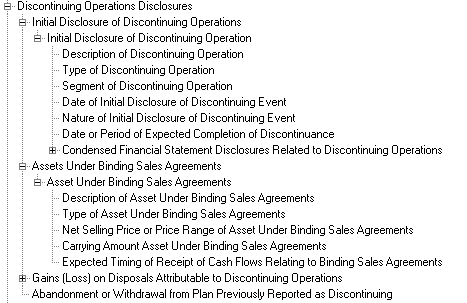 Discontinuing Operations Disclosures
Initial Disclosure of Discontinuing Operations
Initial Disclosure of Discontinuing Operation
Description of Discontinuing Operation
Type of Discontinuing Operation
Segment of Discontinuing Operation
Date of Initial Disclosure of Discontinuing Event
Nature of Initial Disclosure of Discontinuing Event
Date or Period of Expected Completion of Discontinuance
Condensed Financial Statement Disclosures Related to Discontinuing Operations
Assets Under Binding Sales Agreements
Asset Under Binding Sales Agreements
Description of Asset Under Binding Sales Agreements
Type of Asset Under Binding Sales Agreements
Net Selling Price or Price Range of Asset Under Binding Sales Agreements
Carrying Amount Asset Under Binding Sales Agreements
Expected Timing of Receipt of Cash Flows Relating to Binding Sales Agreements
Gains (Loss) on Disposals Attributable to Discontinuing Operations
Abandonment or Withdrawal from Plan Previously Reported as Discontinuing